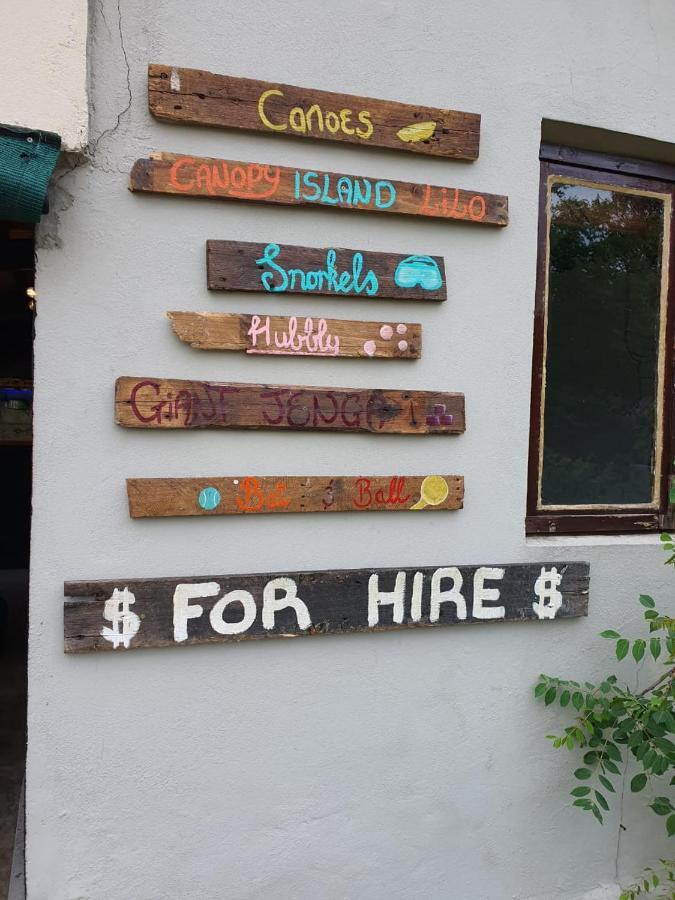 Canoes
CANOPY ISLAND LILO
Snorkels
Hubbly
GiANT JENGA
Bat & Ball
$ FOR HIRE $